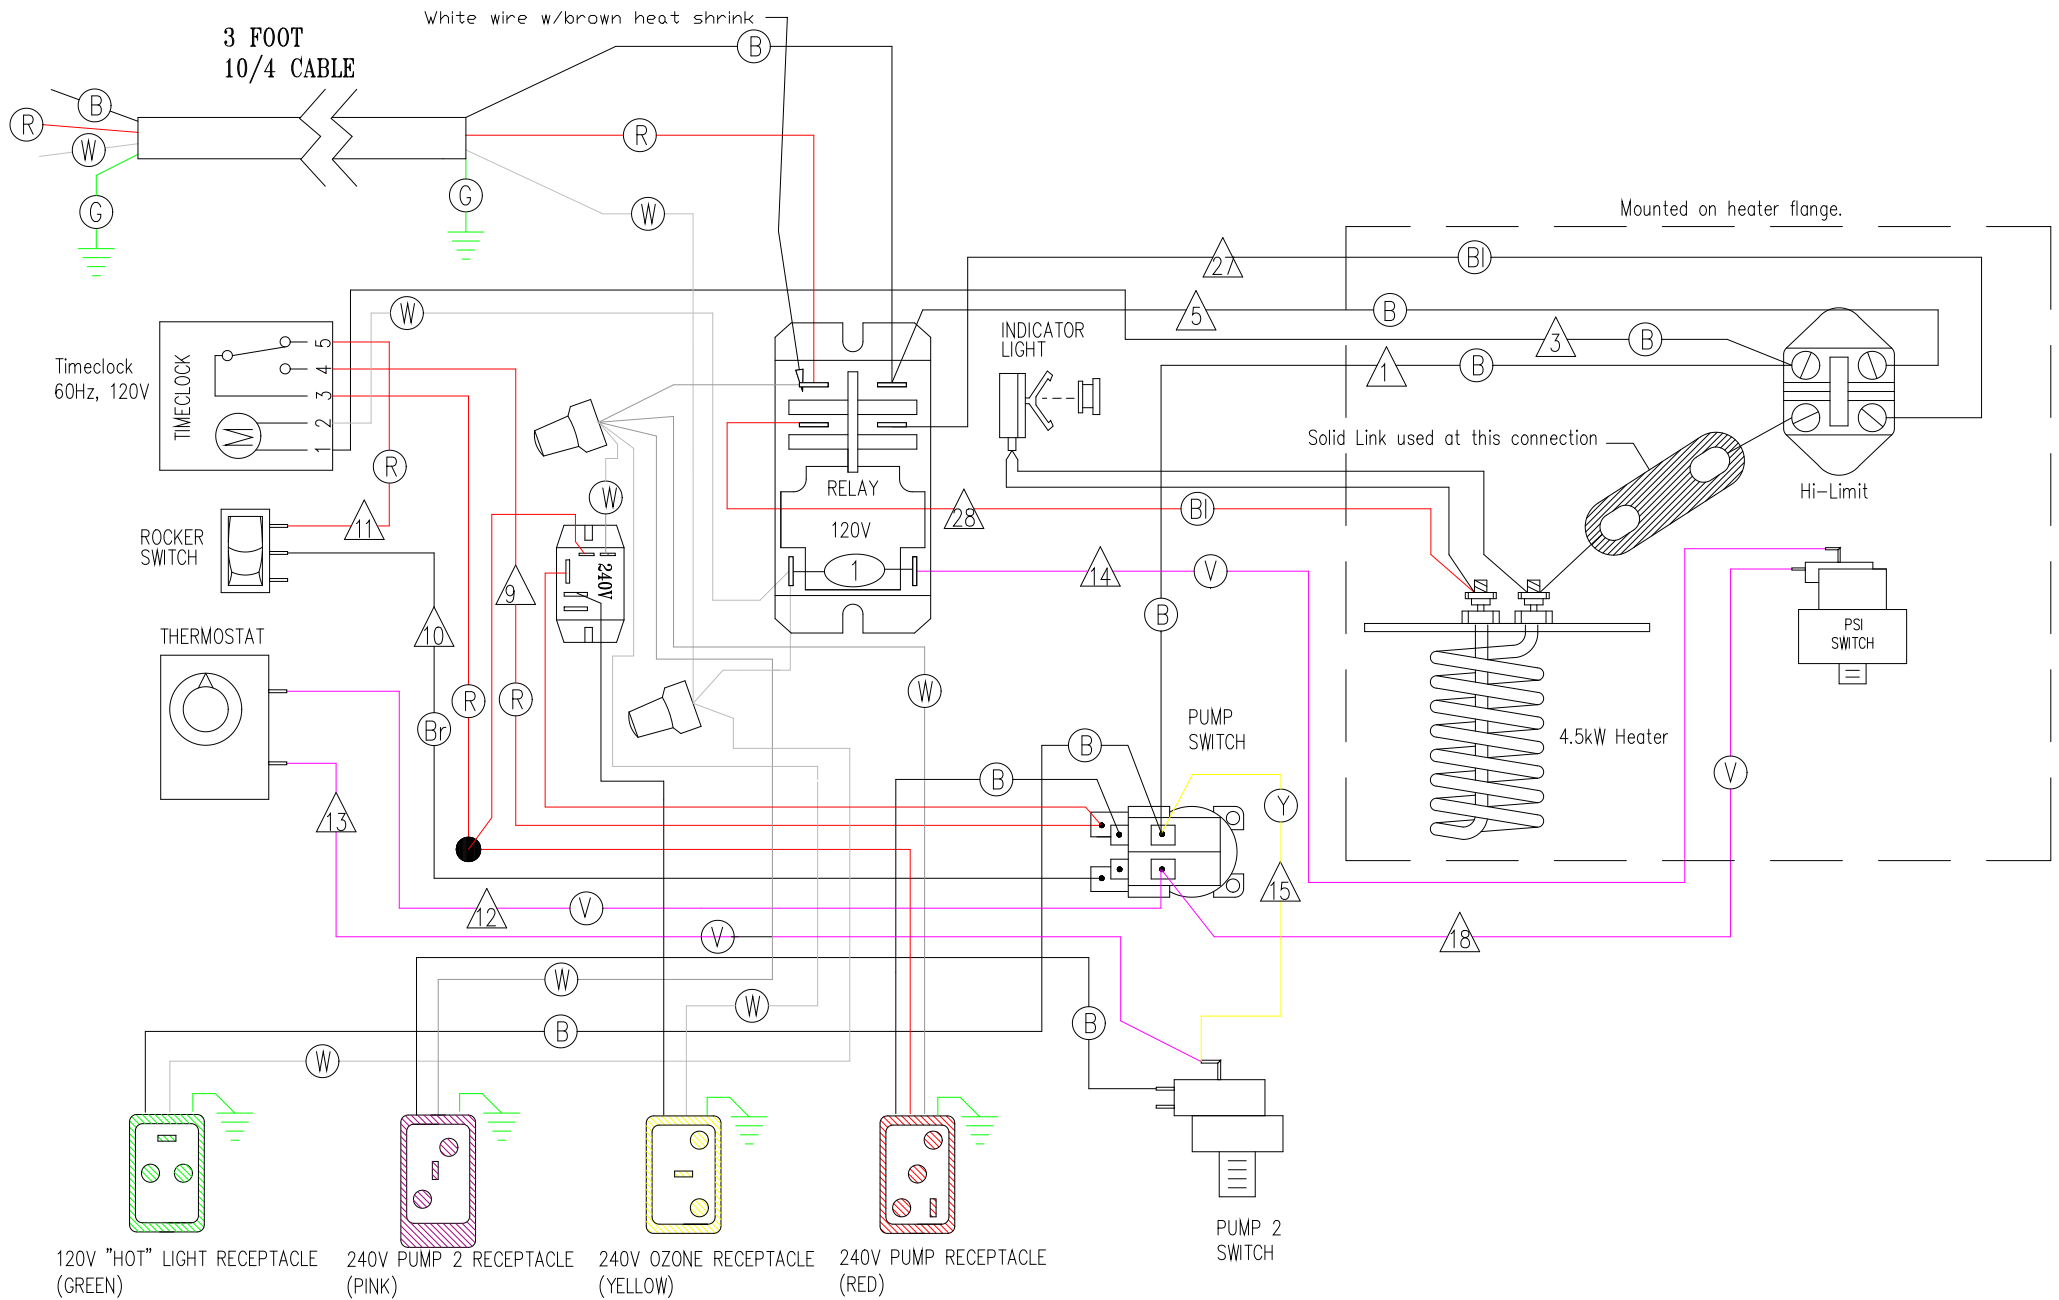 White wire w/brown heat shrink
3 FOOT
10/4 CABLE
B
B
R
W
R
G
G
W
Mounted on heater flange.
27
Bl
5
B
W
3
B
1
B
INDICATOR
LIGHT
Timeclock
60Hz, 120V
TIMECLOCK
5
4
3
2
1
M
R
11
ROCKER
SWITCH
W
240V
9
10
RELAY
120V
1
28
Bl
14
V
B
Solid Link used at this connection
Hi-Limit
PSI
SWITCH
THERMOSTAT
R
R
Br
W
4.5kW Heater
V
PUMP
SWITCH
B
B
Y
15
13
12
V
V
18
W
W
B
B
W
120V "HOT" LIGHT RECEPTACLE
(GREEN)
240V PUMP 2 RECEPTACLE
(PINK)
240V OZONE RECEPTACLE
(YELLOW)
240V PUMP RECEPTACLE
(RED)
PUMP 2
SWITCH